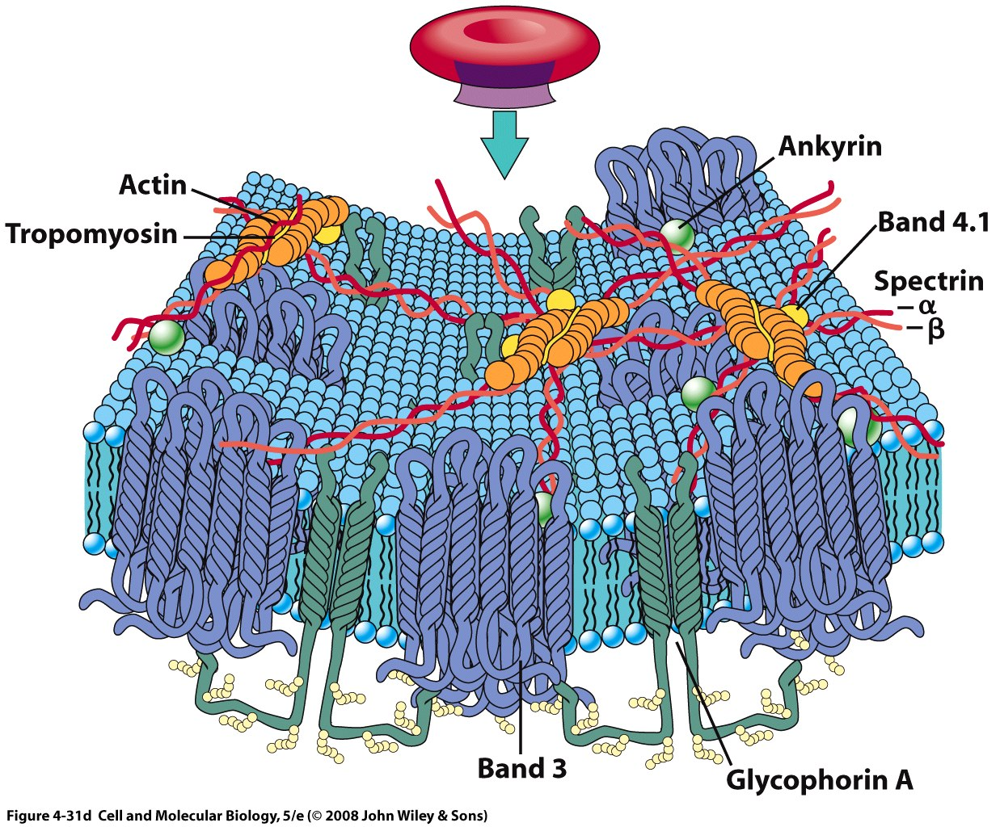 Ankyrin
Actin
Band 4.1
Tropomyosin
Spectrin
– α
– β
Band 3
Glycophorin A
Figure 4-31d Cell and Molecular Biology, 5/e (© 2008 John Wiley & Sons)